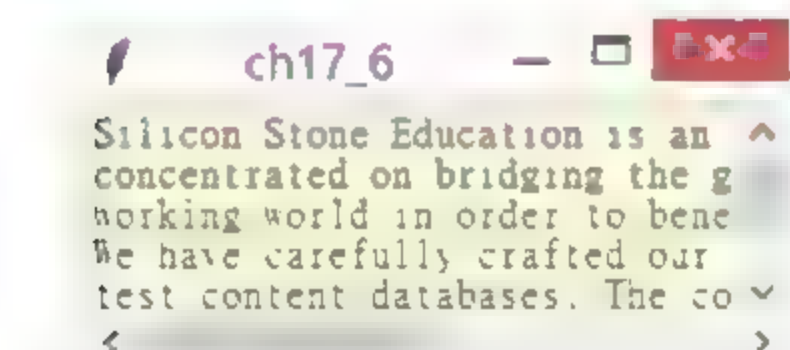 ch17_6
Silicon Stone Education is an
concentrated on bridging the g
working world in order to bene
We have carefully crafted our
test content databases. The co